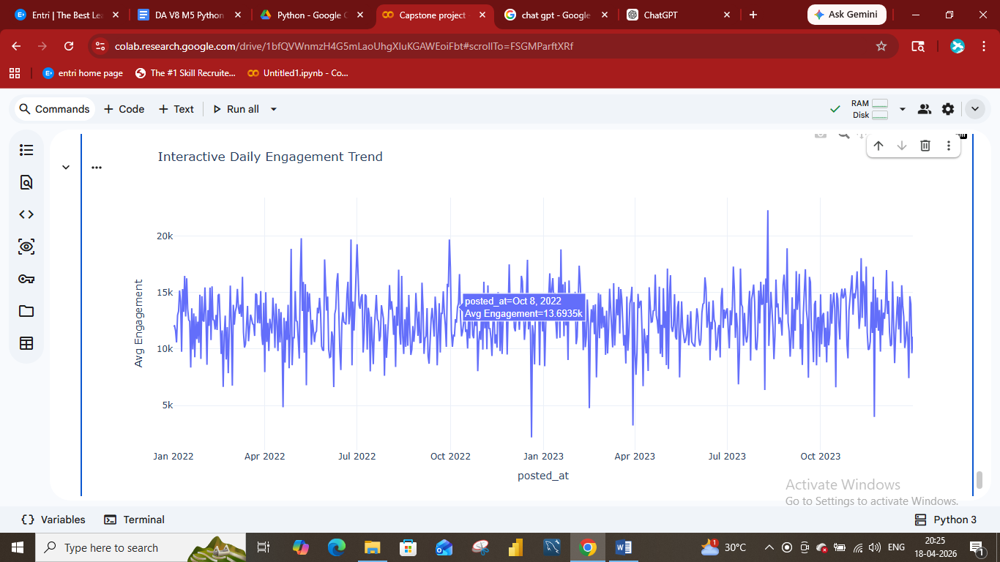 Entri | The Best Lea
DA V8 M5 Python
Python - Google C
Capstone project -
chat gpt - Google
ChatGPT
Ask Gemini
colab.research.google.com/drive/1bfQVWnmzH4G5mLaoUhgXIuKGAWEoiFbt#scrollTo=FSGMParftXRf
entri home page
The #1 Skill Recruite...
Untitled1.ipynb - Co...
Commands
+ Code
+ Text
Run all
RAM
Disk
Interactive Daily Engagement Trend
20k
15k
10k
5k
Avg Engagement
posted_at=Oct 8, 2022
Avg Engagement=13.6935k
Jan 2022
Apr 2022
Jul 2022
Oct 2022
Jan 2023
Apr 2023
Jul 2023
Oct 2023
posted_at
Activate Windows
Go to Settings to activate Windows.
Variables
Terminal
Python 3
Type here to search
1
30°C
ENG
20:25
18-04-2026
1